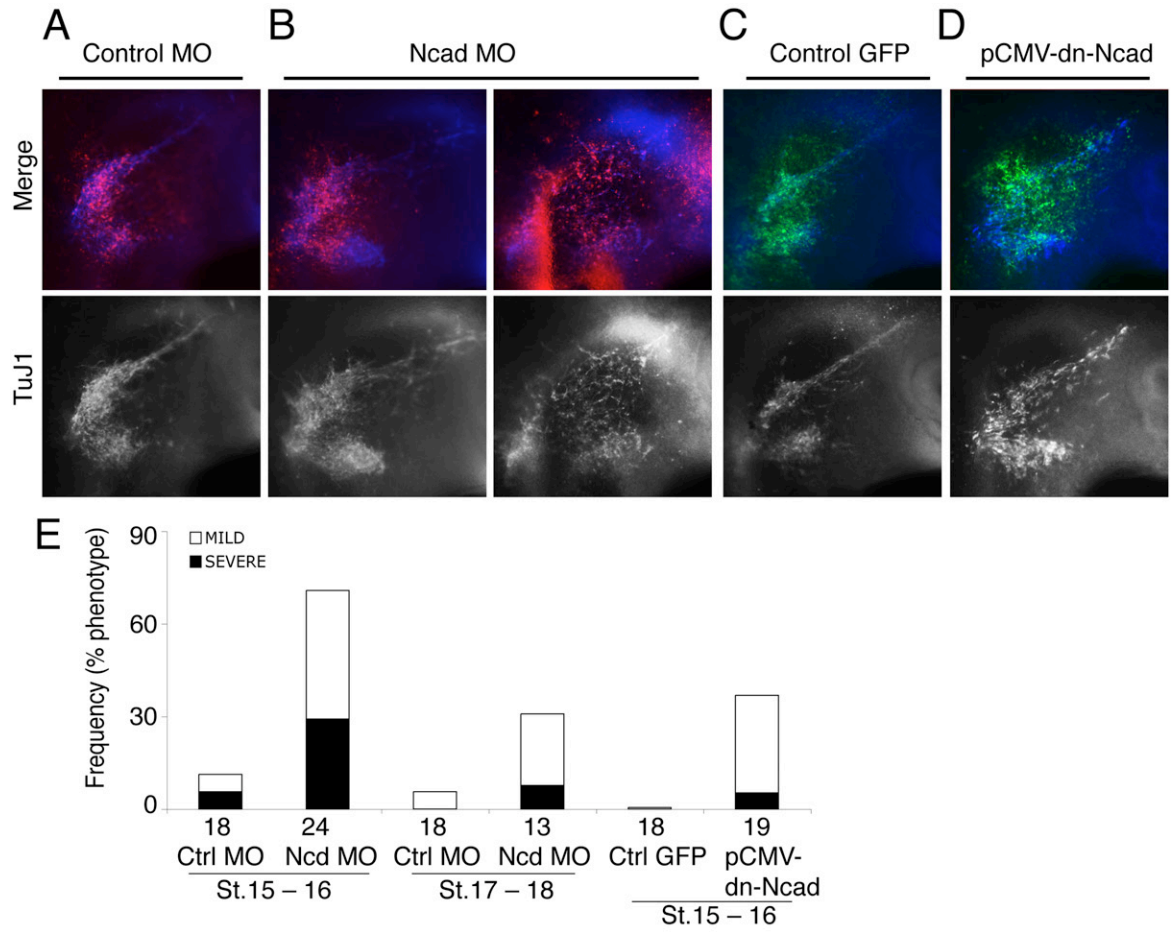 A
B
C
D
Control MO
Ncad MO
Control GFP
pCMV-dn-Ncad
Merge
TuJ1
E
MILD
SEVERE
Frequency (% phenotype)
90
60
30
0
18 24 18 13 18 19
Ctrl MO Ncd MO Ctrl MO Ncd MO Ctrl GFP pCMV-
dn-Ncad
St.15 – 16 St.17 – 18
St.15 – 16